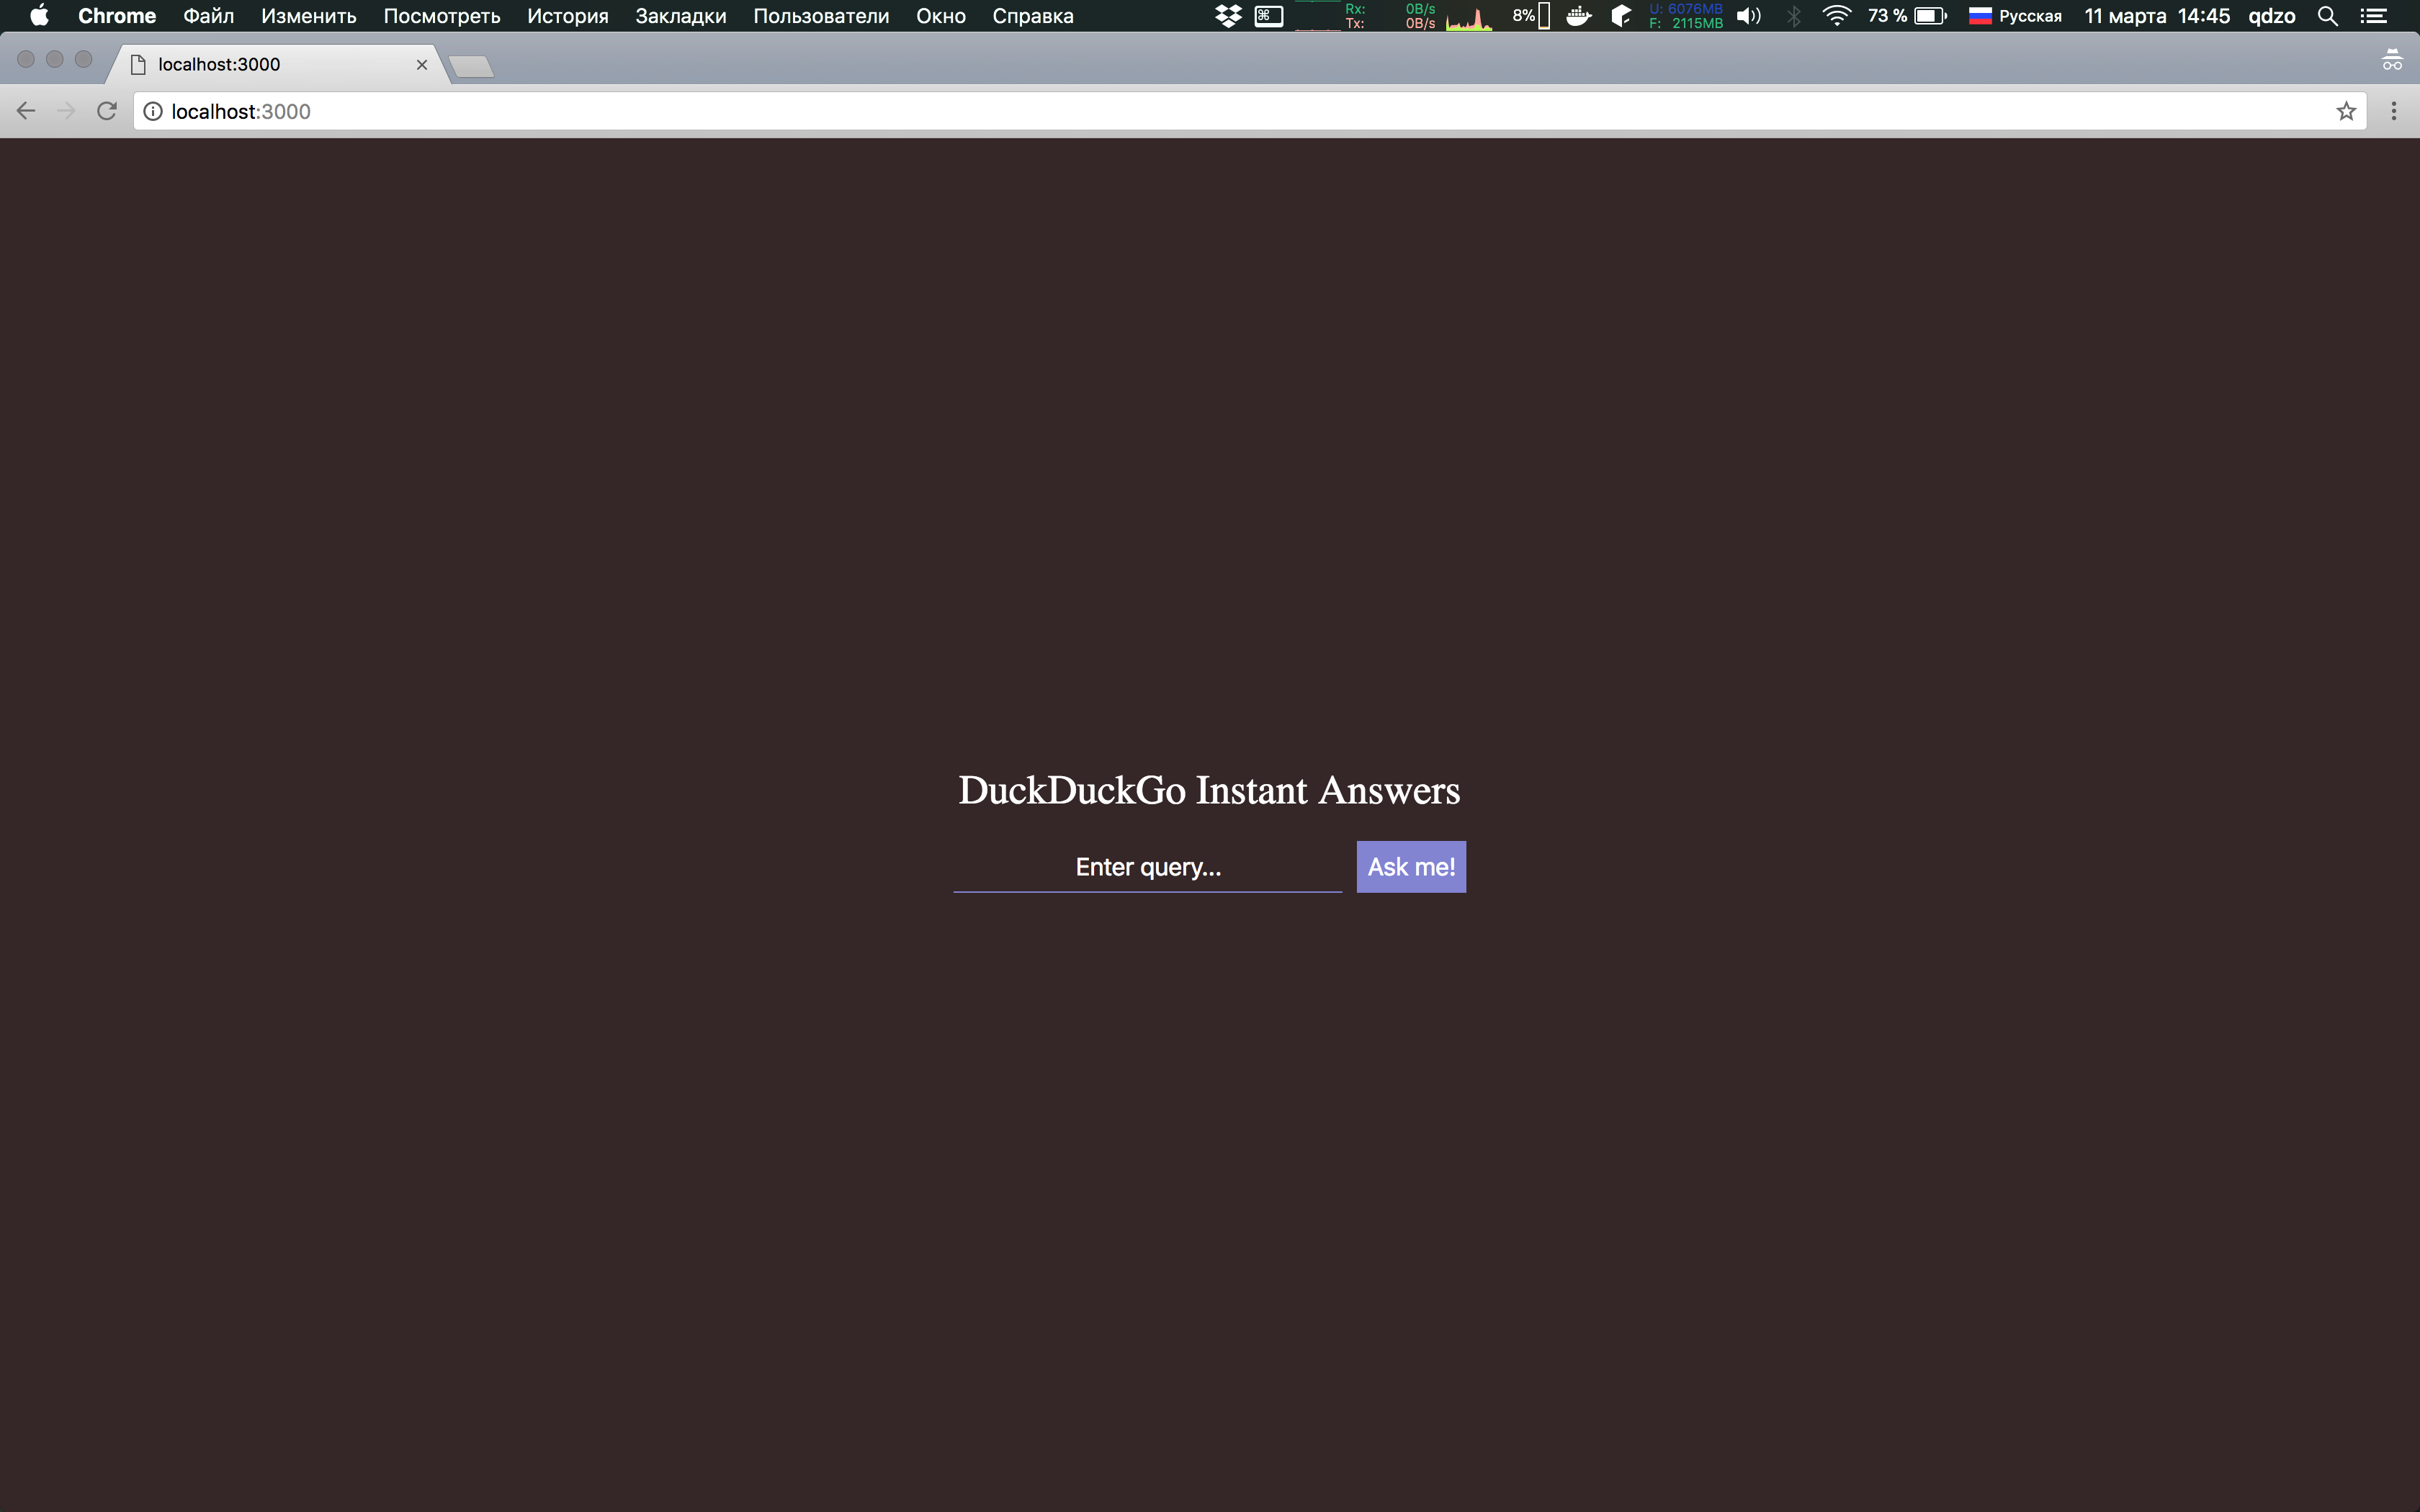 Chrome Файл Изменить Посмотреть История Закладки Пользователи Окно Справка Rx: 0B/s Tx: 0B/s 8% U: 6076MB F: 2115MB 73 % Русская 11 марта 14:45 qdzo
localhost:3000
localhost:3000
DuckDuckGo Instant Answers
Enter query... Ask me!